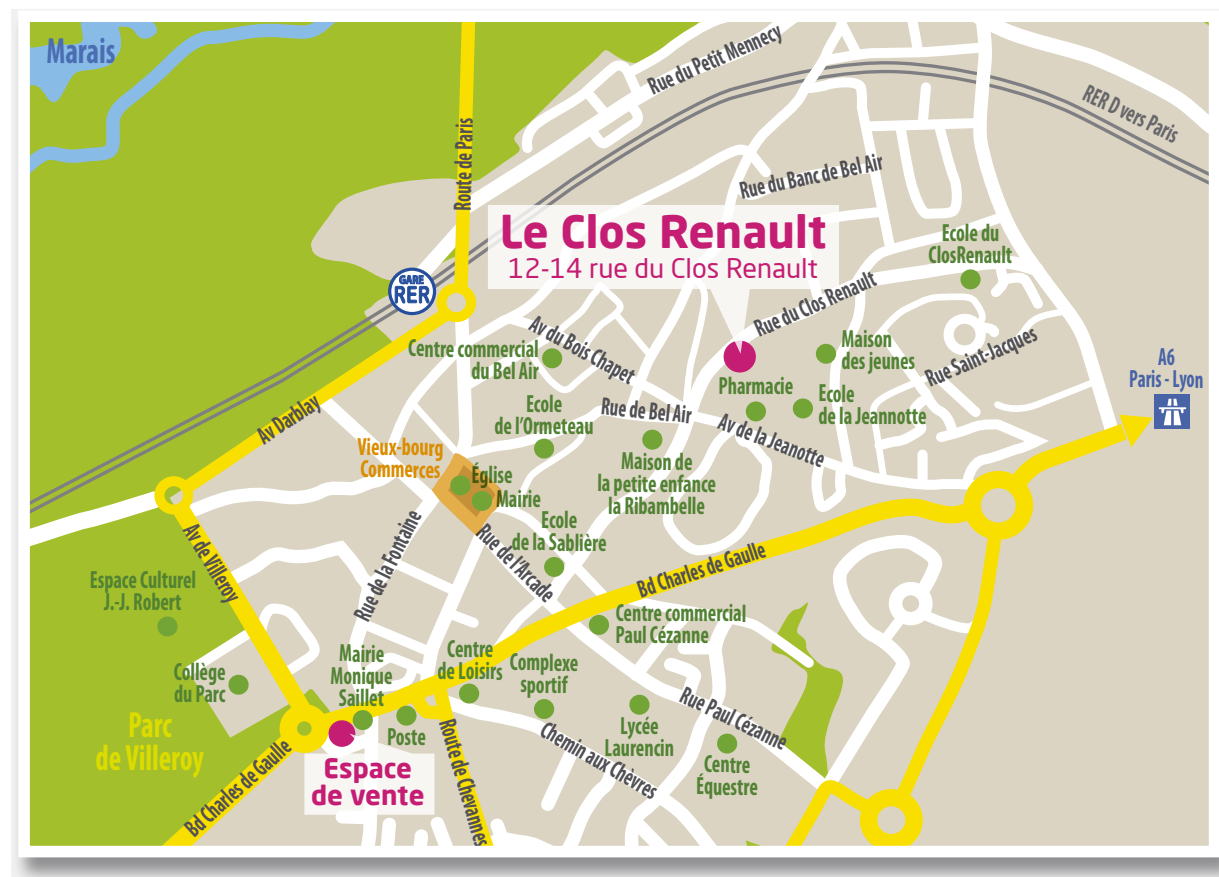 Marais
Rue du Petit Mennecy
RER D vers Paris
Route de Paris
Rue du Banc de Bel Air
Le Clos Renault
12-14 rue du Clos Renault
Ecole du
ClosRenault
GARE
RER
Rue du Clos Renault
Av du Bois Chapet
Centre commercial
du Bel Air
Maison
des jeunes
Rue Saint-Jacques
A6
Paris - Lyon
Pharmacie
Ecole
de la Jeannotte
Av Darblay
Ecole
de l'Ormeteau
Rue de Bel Air
Av de la Jeanotte
Vieux-bourg
Commerces
Église
Mairie
Maison de
la petite enfance
la Ribambelle
Ecole
de la Sablière
Rue de l'Arcade
Rue de la Fontaine
Av de Villeroy
Bd Charles de Gaulle
Espace Culturel
J.-J. Robert
Centre commercial
Paul Cézanne
Collège
du Parc
Mairie
Monique
Saillet
Centre
de Loisirs
Complexe
sportif
Lycée
Laurencin
Rue Paul Cézanne
Parc
de Villeroy
Poste
Chemin aux Chèvres
Centre
Équestre
Espace
de vente
Route de Chevannes
Bd Charles de Gaulle